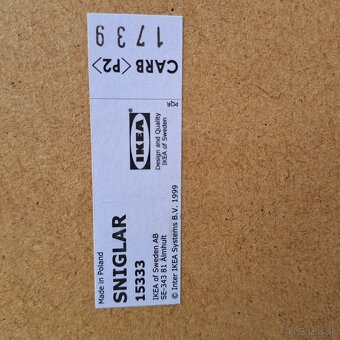 Made in Poland
SNIGLAR
15333
IKEA of Sweden AB
SE-343 81 Älmhult
© Inter IKEA Systems B.V. 1999
IKEA
Design and Quality
IKEA of Sweden
PQR
CARB <P2>
1739